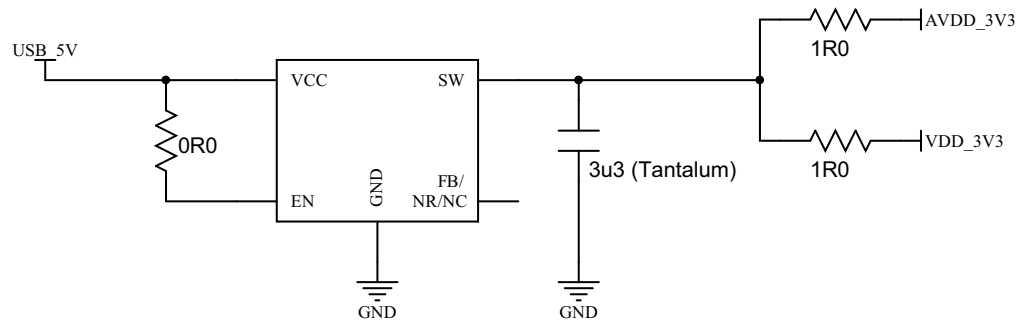 USB_5V
VCC
SW
0R0
EN
GND
FB/
NR/NC
GND
3u3 (Tantalum)
GND
1R0
AVDD_3V3
1R0
VDD_3V3